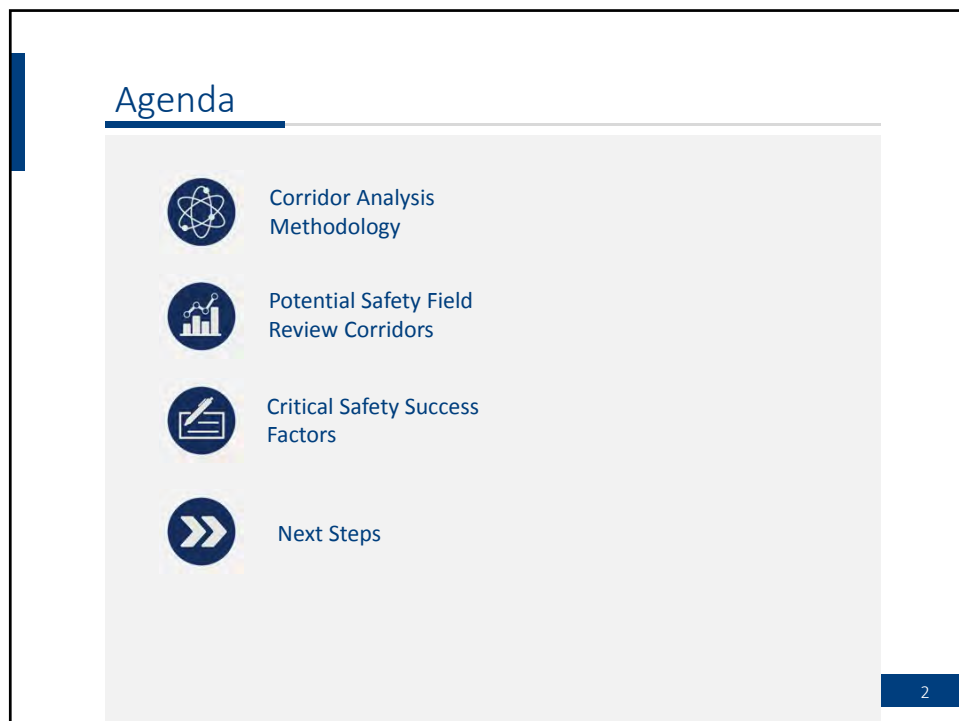 Agenda
Corridor Analysis
Methodology
Potential Safety Field
Review Corridors
Critical Safety Success
Factors
Next Steps
2